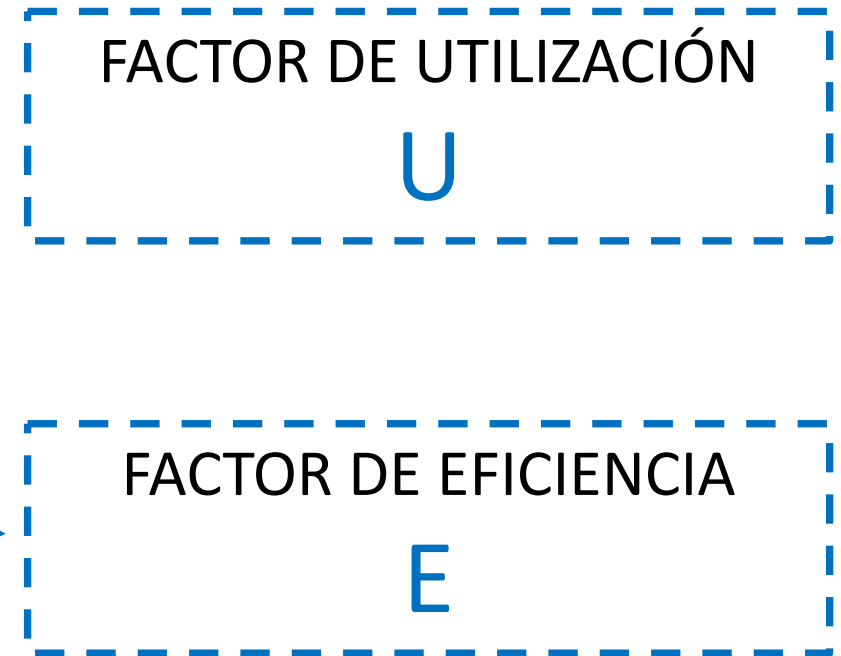 FACTOR DE UTILIZACIÓN
U
FACTOR DE EFICIENCIA
E